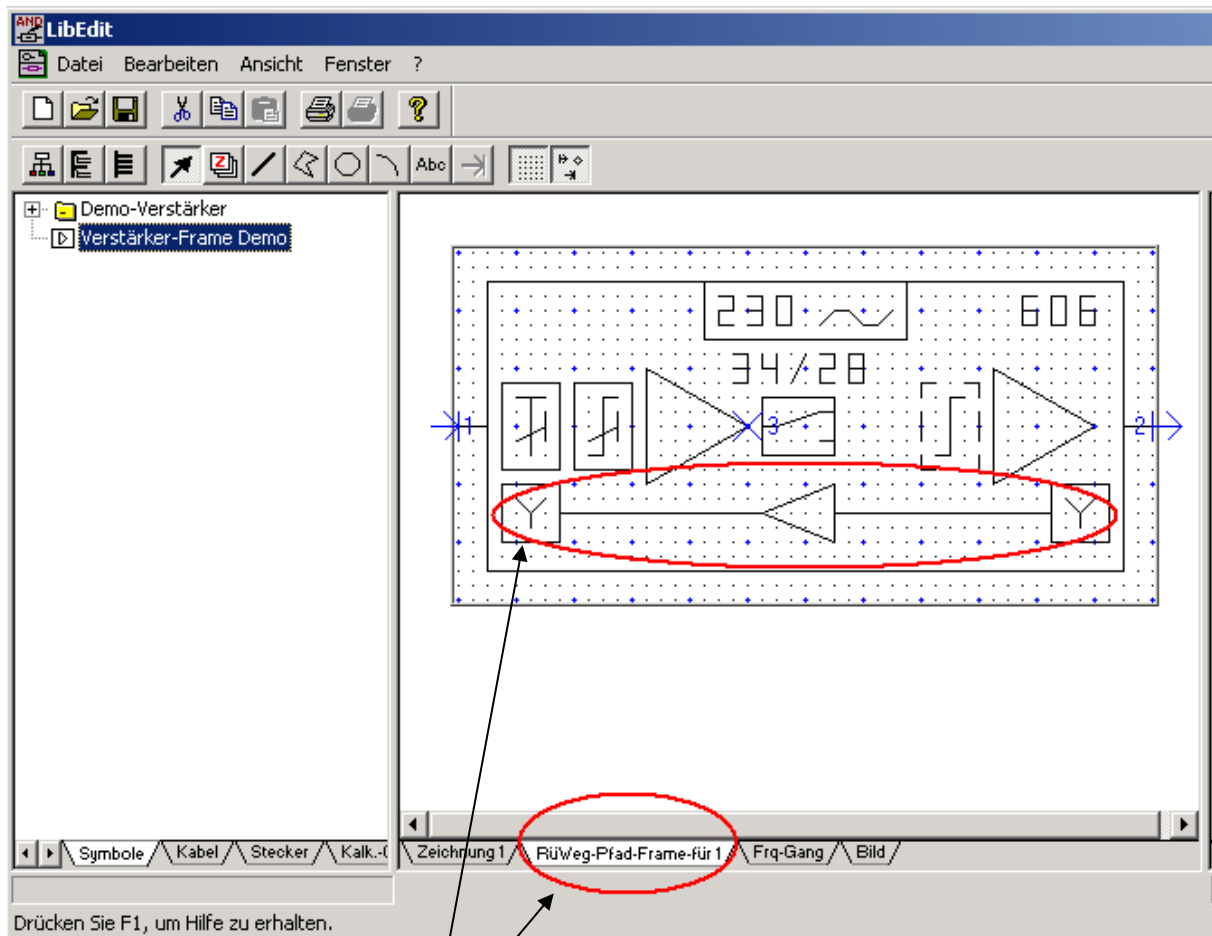 AND LibEdit
Datei Bearbeiten Ansicht Fenster ?
Z Abc
Demo-Verstärker
Verstärker-Frame Demo
230 606
34/28
1 3 2
Symbole Kabel Stecker Kalk.- Zeichnung 1 RüWeg-Pfad-Frame-für 1 Frq-Gang Bild
Drücken Sie F1, um Hilfe zu erhalten.